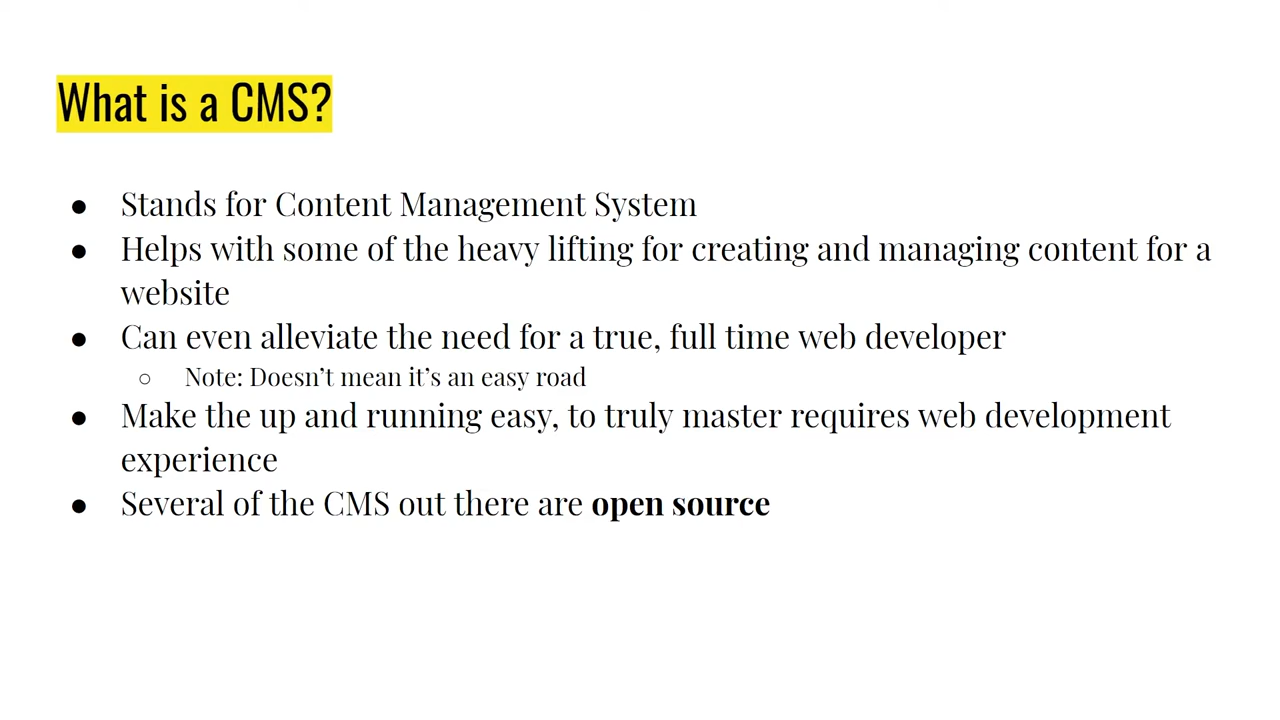 What is a CMS?
● Stands for Content Management System
● Helps with some of the heavy lifting for creating and managing content for a
website
● Can even alleviate the need for a true, full time web developer
○ Note: Doesn’t mean it’s an easy road
● Make the up and running easy, to truly master requires web development
experience
● Several of the CMS out there are open source